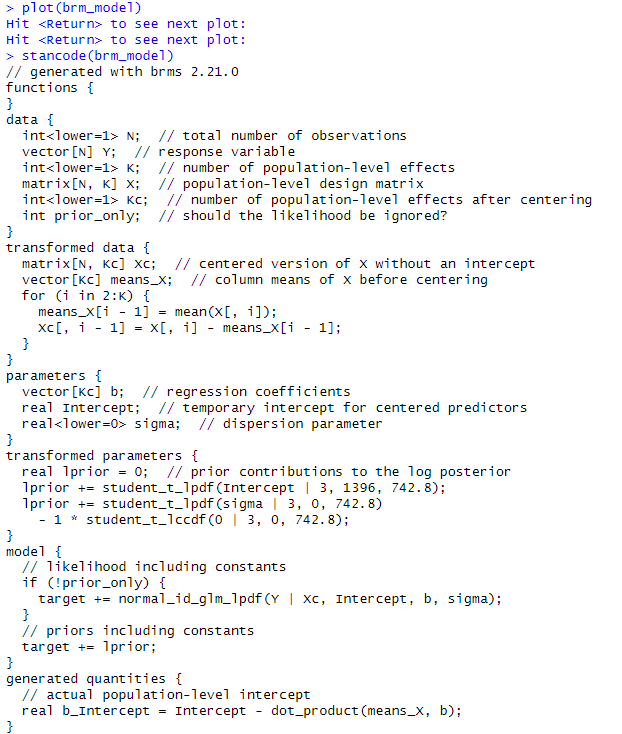 > plot(brm_model)
Hit <Return> to see next plot:
Hit <Return> to see next plot:
> stancode(brm_model)
// generated with brms 2.21.0
functions {
}
data {
  int<lower=1> N;  // total number of observations
  vector[N] Y;  // response variable
  int<lower=1> K;  // number of population-level effects
  matrix[N, K] X;  // population-level design matrix
  int<lower=1> Kc;  // number of population-level effects after centering
  int prior_only;  // should the likelihood be ignored?
}
transformed data {
  matrix[N, Kc] Xc;  // centered version of X without an intercept
  vector[Kc] means_X;  // column means of X before centering
  for (i in 2:K) {
    means_X[i - 1] = mean(X[, i]);
    Xc[, i - 1] = X[, i] - means_X[i - 1];
  }
}
parameters {
  vector[Kc] b;  // regression coefficients
  real Intercept;  // temporary intercept for centered predictors
  real<lower=0> sigma;  // dispersion parameter
}
transformed parameters {
  real lprior = 0;  // prior contributions to the log posterior
  lprior += student_t_lpdf(Intercept | 3, 1396, 742.8);
  lprior += student_t_lpdf(sigma | 3, 0, 742.8)
    - 1 * student_t_lccdf(0 | 3, 0, 742.8);
}
model {
  // likelihood including constants
  if (!prior_only) {
    target += normal_id_glm_lpdf(Y | Xc, Intercept, b, sigma);
  }
  // priors including constants
  target += lprior;
}
generated quantities {
  // actual population-level intercept
  real b_Intercept = Intercept - dot_product(means_X, b);
}